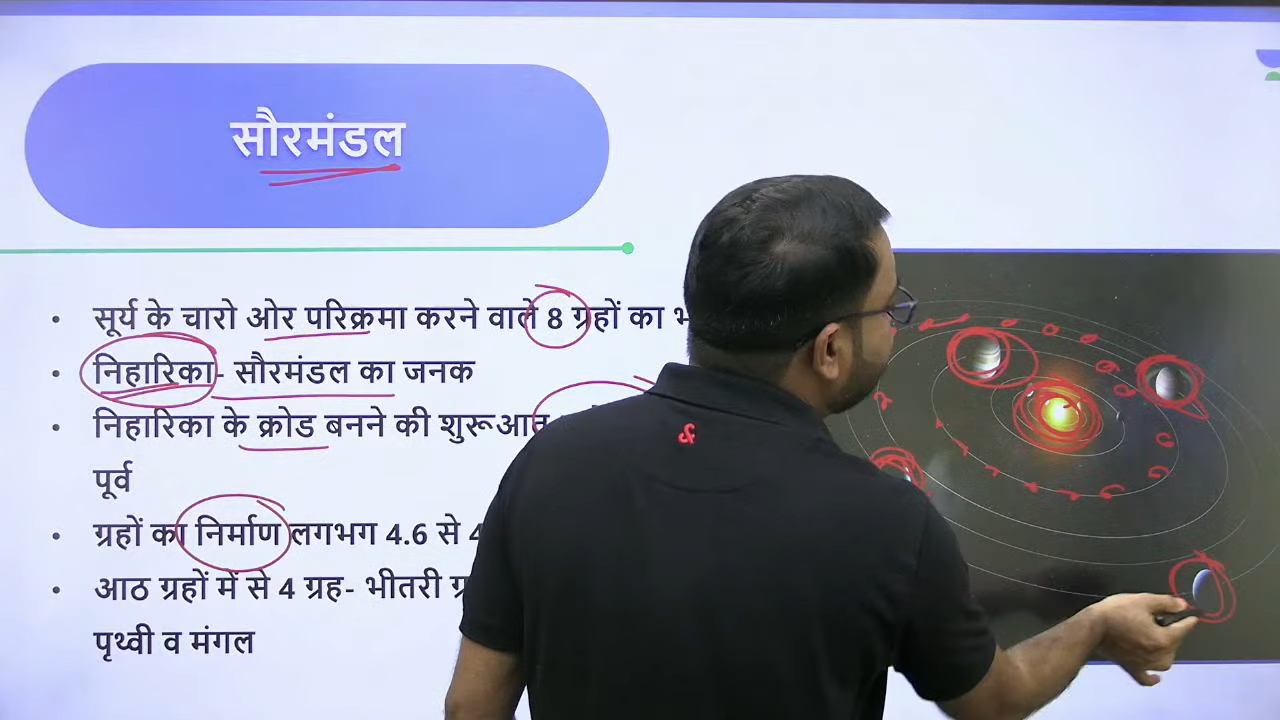 सौरमंडल
• सूर्य के चारो ओर परिक्रमा करने वाले 8 ग्रहों का
• निहारिका- सौरमंडल का जनक
• निहारिका के क्रोड बनने की शुरूआत
पूर्व
• ग्रहों का निर्माण लगभग 4.6 से
• आठ ग्रहों में से 4 ग्रह- भीतरी
पृथ्वी व मंगल